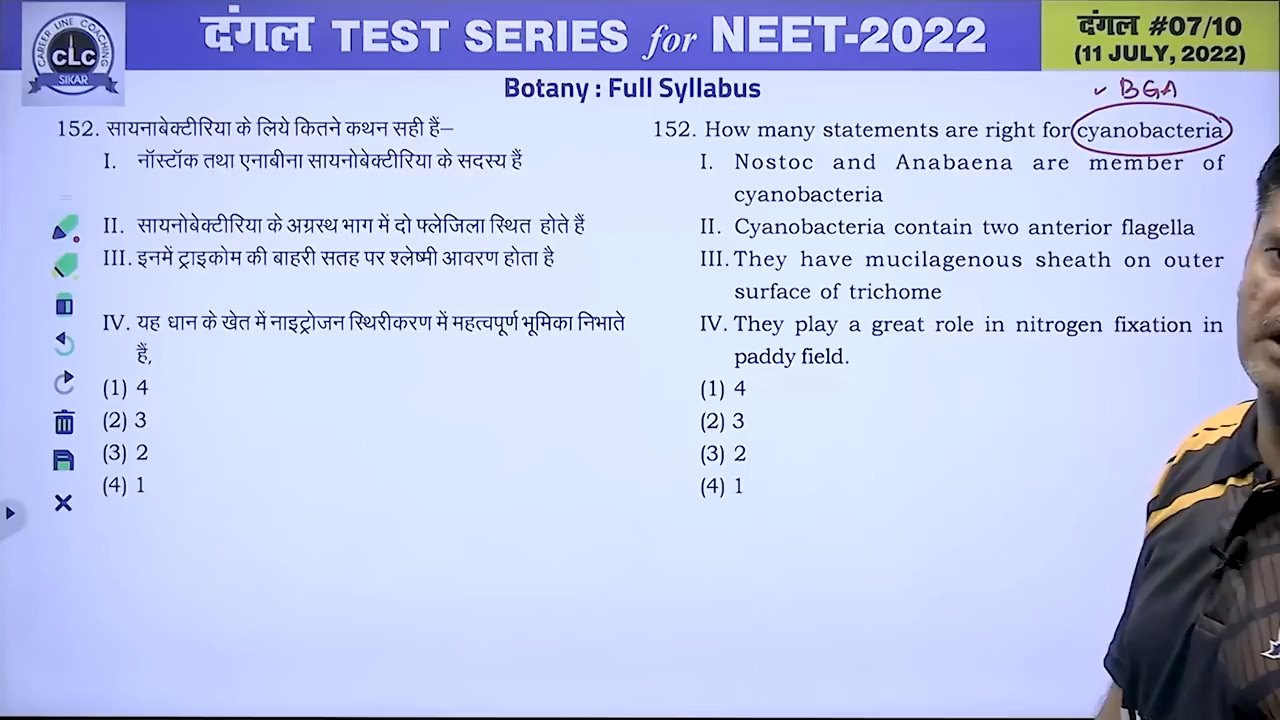 CAREER LINE COACHING
CLC
SIKAR
दंगल TEST SERIES for NEET-2022
दंगल #07/10
(11 JULY, 2022)
Botany : Full Syllabus
BGA
152. सायनाबेक्टीरिया के लिये कितने कथन सही हैं–
I. नॉस्टॉक तथा एनाबीना सायनोबेक्टीरिया के सदस्य हैं
II. सायनोबेक्टीरिया के अग्रस्थ भाग में दो फ्लेजिला स्थित होते हैं
III. इनमें ट्राइकोम की बाहरी सतह पर श्लेष्मी आवरण होता है
IV. यह धान के खेत में नाइट्रोजन स्थिरीकरण में महत्वपूर्ण भूमिका निभाते
हैं,
(1) 4
(2) 3
(3) 2
(4) 1
152. How many statements are right for cyanobacteria
I. Nostoc and Anabaena are member of
cyanobacteria
II. Cyanobacteria contain two anterior flagella
III. They have mucilagenous sheath on outer
surface of trichome
IV. They play a great role in nitrogen fixation in
paddy field.
(1) 4
(2) 3
(3) 2
(4) 1